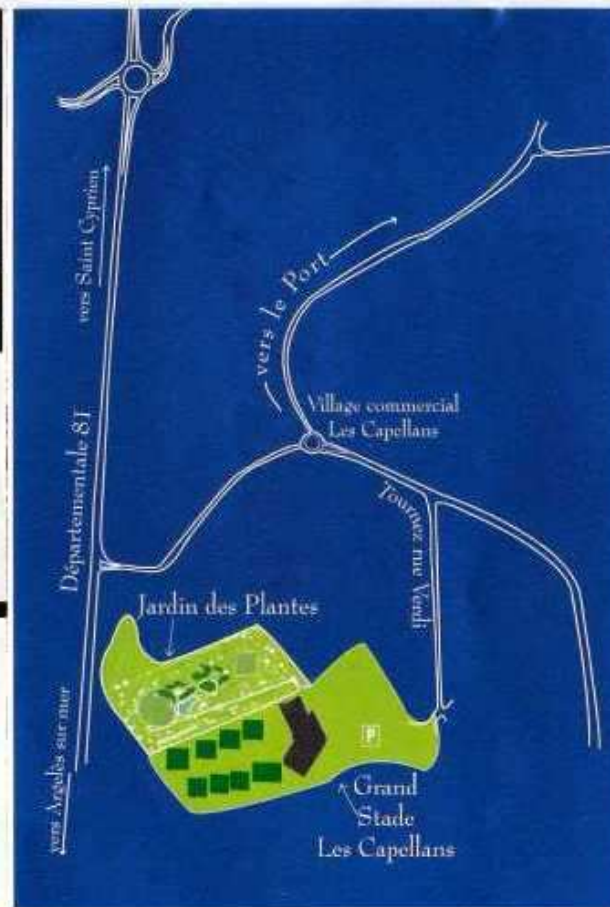 vers Saint Cyprien
vers le Port
Village commercial
Les Capellans
Départementale 81
Tournez rue Verdi
Jardin des Plantes
P
vers Argelès sur mer
Grand
Stade
Les Capellans